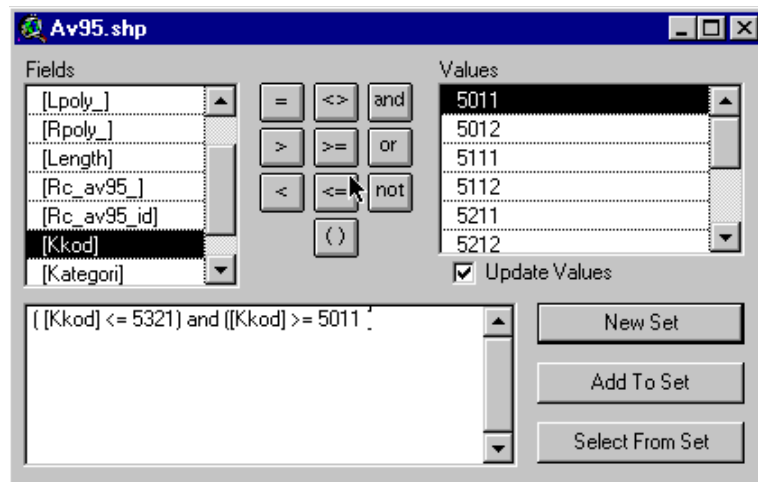 Av95.shp
Fields
[Lpoly_]
[Rpoly_]
[Length]
[Rc_av95_]
[Rc_av95_id]
[Kkod]
[Kategori]
= <> and
> >= or
< <= not
( )
Values
5011
5012
5111
5112
5211
5212
Update Values
( [Kkod] <= 5321) and ([Kkod] >= 5011
New Set
Add To Set
Select From Set